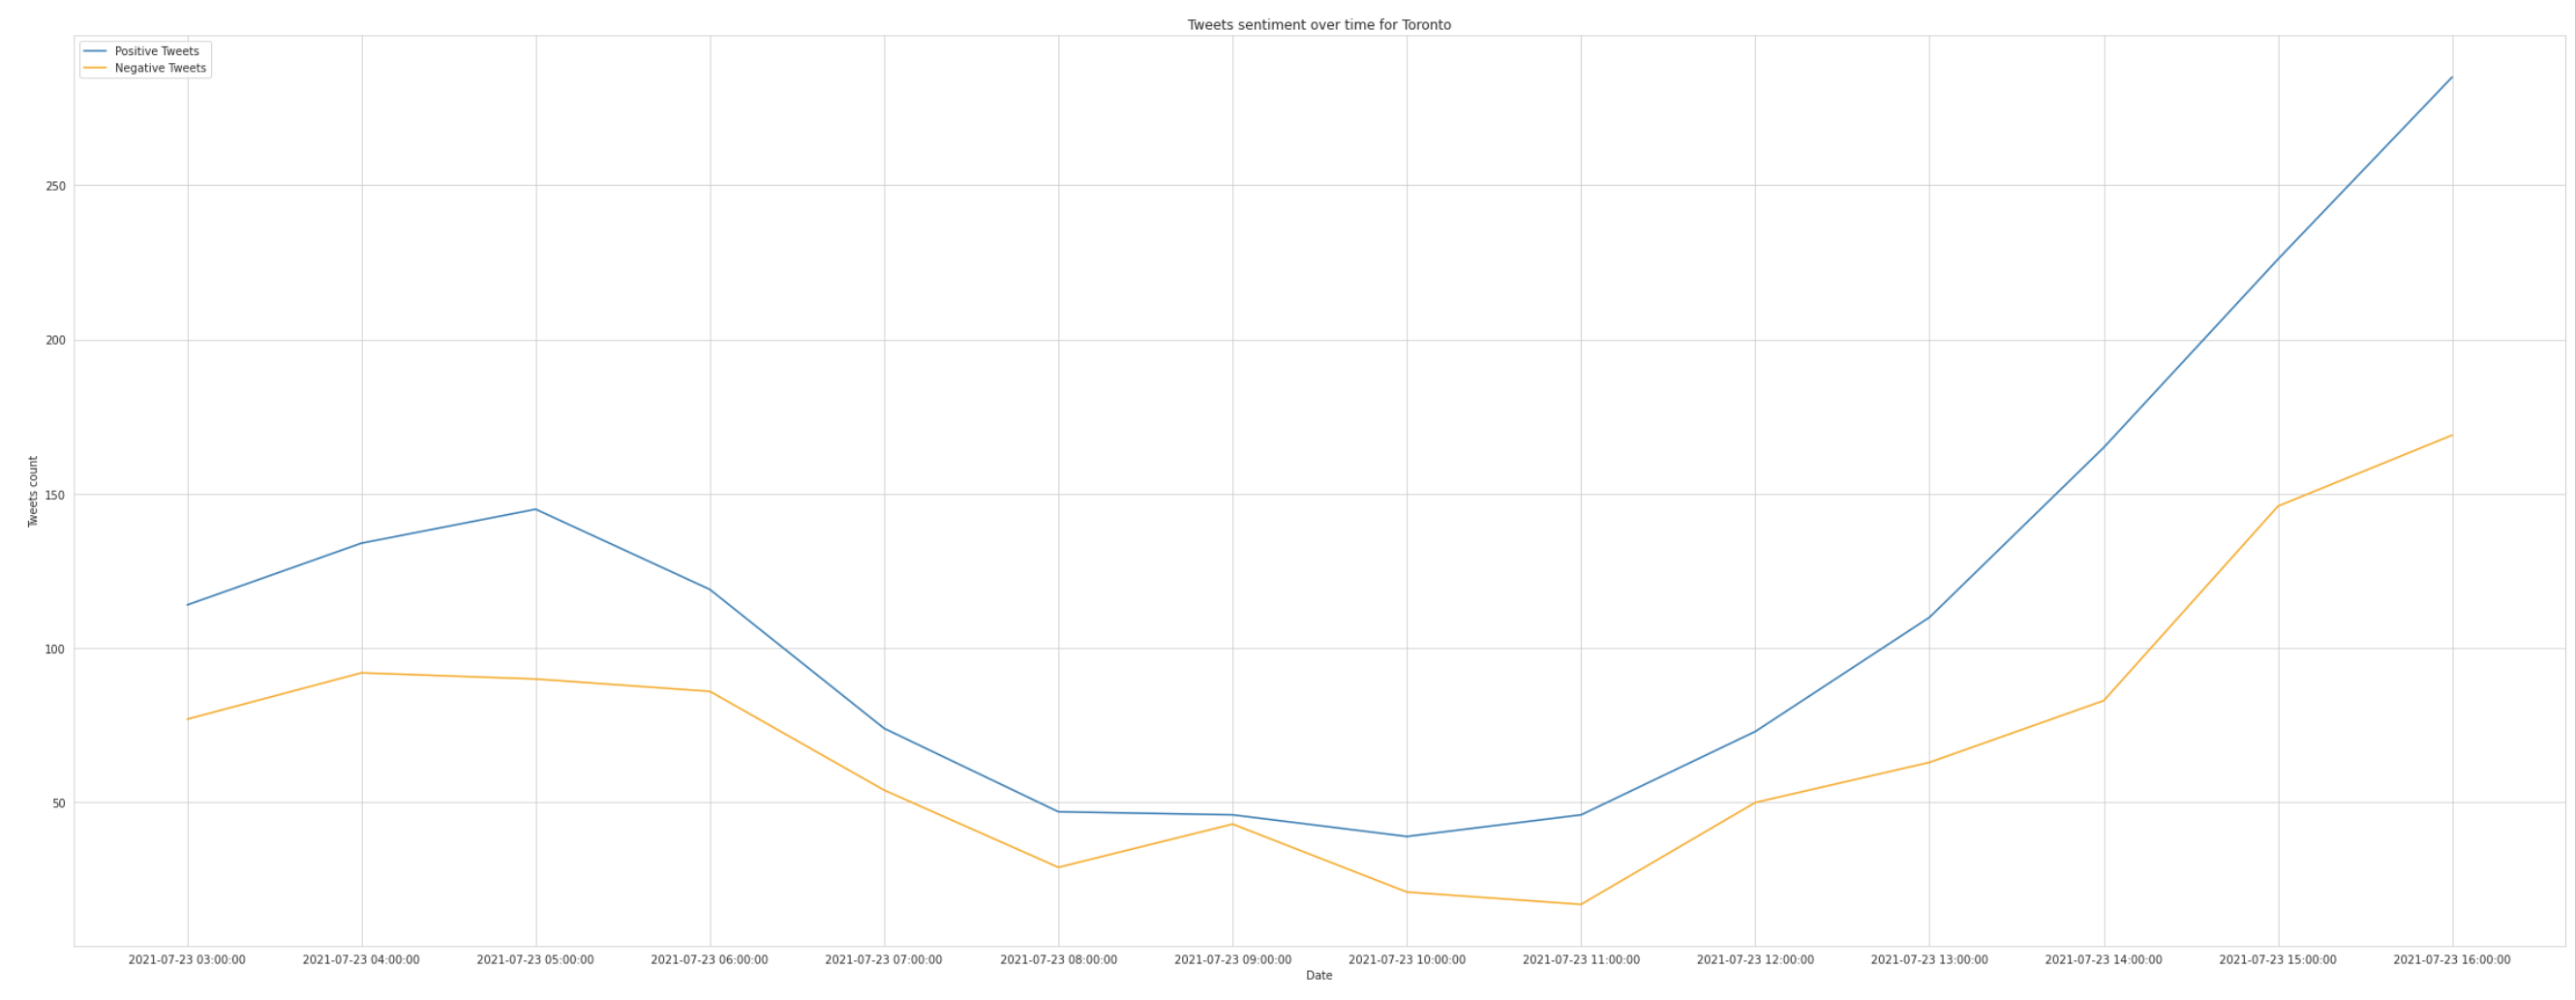 Tweets sentiment over time for Toronto
Positive Tweets
Negative Tweets
250
200
150
100
50
Tweets count
2021-07-23 03:00:00 2021-07-23 04:00:00 2021-07-23 05:00:00 2021-07-23 06:00:00 2021-07-23 07:00:00 2021-07-23 08:00:00 2021-07-23 09:00:00 2021-07-23 10:00:00 2021-07-23 11:00:00 2021-07-23 12:00:00 2021-07-23 13:00:00 2021-07-23 14:00:00 2021-07-23 15:00:00 2021-07-23 16:00:00
Date